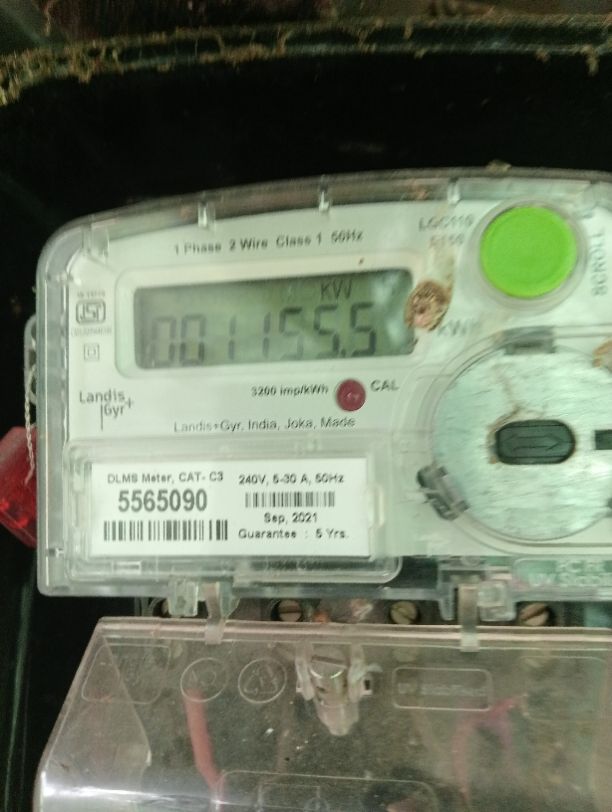 1 Phase 2 Wire Class 1 50Hz
kW
001155.5
kWh
3200 imp/kWh
CAL
Landis
Gyr+
Landis+Gyr, India, Joka, Made
DLMS Meter, CAT- C3
240V, 5-30 A, 50Hz
5565090
Sep, 2021
Guarantee : 5 Yrs.